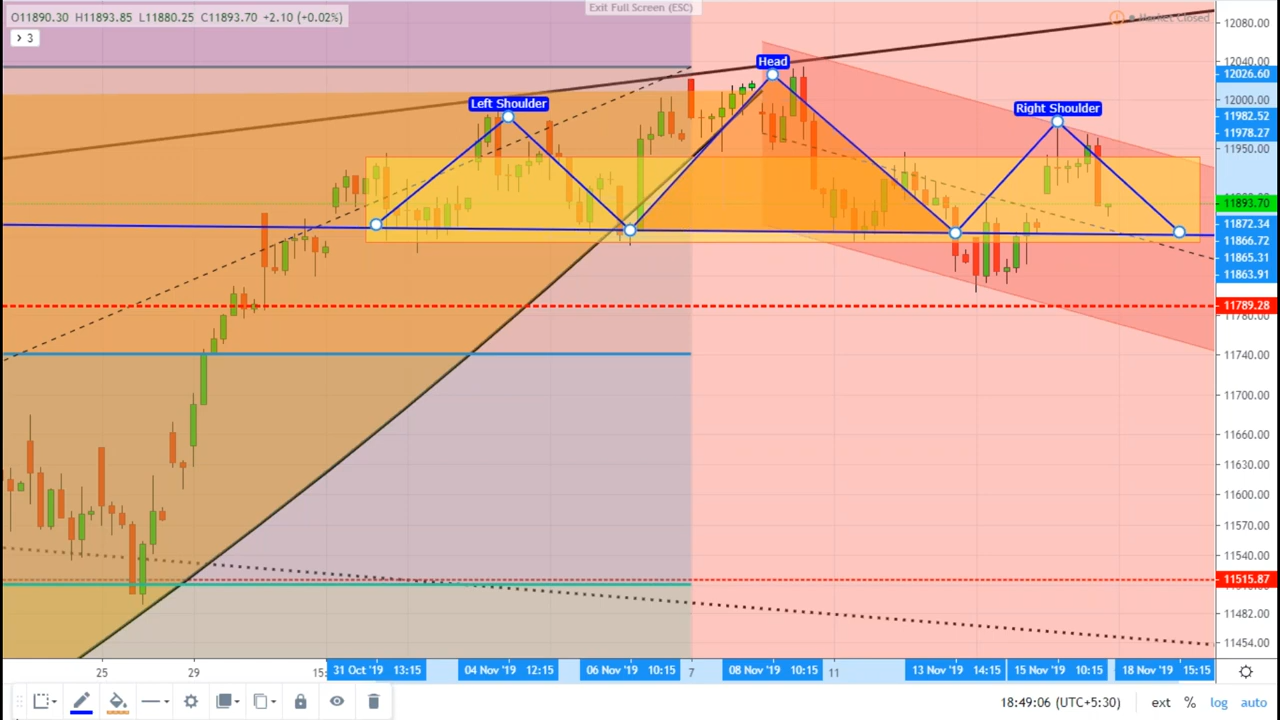 Exit Full Screen (ESC)
O11890.30 H11893.85 L11880.25 C11893.70 +2.10 (+0.02%)
Market Closed
3
12080.00
12040.00
12026.60
12000.00
11982.52
11978.27
11950.00
11893.70
11872.34
11866.72
11865.31
11863.91
11789.28
11780.00
11740.00
11700.00
11660.00
11630.00
11600.00
11570.00
11540.00
11515.87
11482.00
11454.00
Left Shoulder
Head
Right Shoulder
25
29
15:
31 Oct '19 13:15
04 Nov '19 12:15
06 Nov '19 10:15
7
08 Nov '19 10:15
11
13 Nov '19 14:15
15 Nov '19 10:15
18 Nov '19 15:15
18:49:06 (UTC+5:30)
ext
%
log
auto